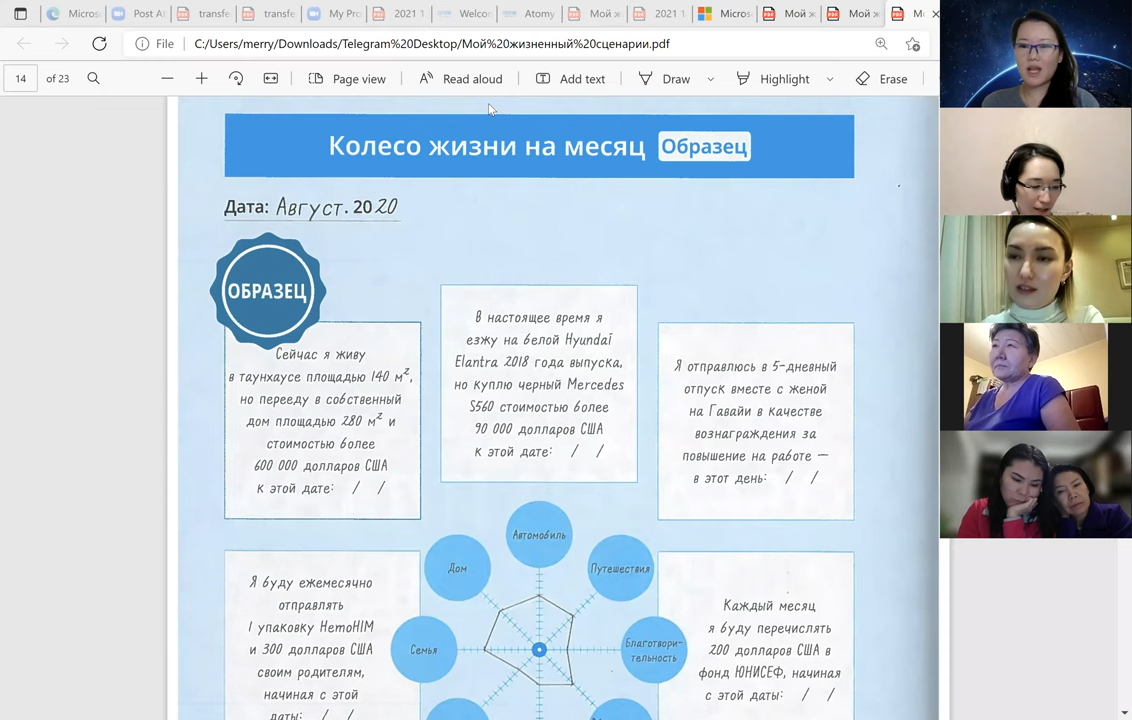 Micros
Post A
transfe
transfe
My Pro
2021 1
Welcor
Atomy
Мой ж
2021 1
Micros
Мой ж
Мой ж
Мо
File
C:/Users/merry/Downloads/Telegram%20Desktop/Мой%20жизненный%20сценарии.pdf
14 of 23
Page view
Read aloud
Add text
Draw
Highlight
Erase
Колесо жизни на месяц Образец
Дата: Август. 2020
ОБРАЗЕЦ
Сейчас я живу
в таунхаусе площадью 140 м²,
но перееду в собственный
дом площадью 280 м² и
стоимостью более
600 000 долларов США
к этой дате: / /
В настоящее время я
езжу на белой Hyundai
Elantra 2018 года выпуска,
но куплю черный Mercedes
S560 стоимостью более
90 000 долларов США
к этой дате: / /
Я отправлюсь в 5-дневный
отпуск вместе с женой
на Гавайи в качестве
вознаграждения за
повышение на работе —
в этот день: / /
Автомобиль
Дом
Путешествия
Семья
Благотвори-
тельность
Я буду ежемесячно
отправлять
1 упаковку HemoHIM
и 300 долларов США
своим родителям,
начиная с этой
даты: / /
Каждый месяц
я буду перечислять
200 долларов США в
фонд ЮНИСЕФ, начиная
с этой даты: / /